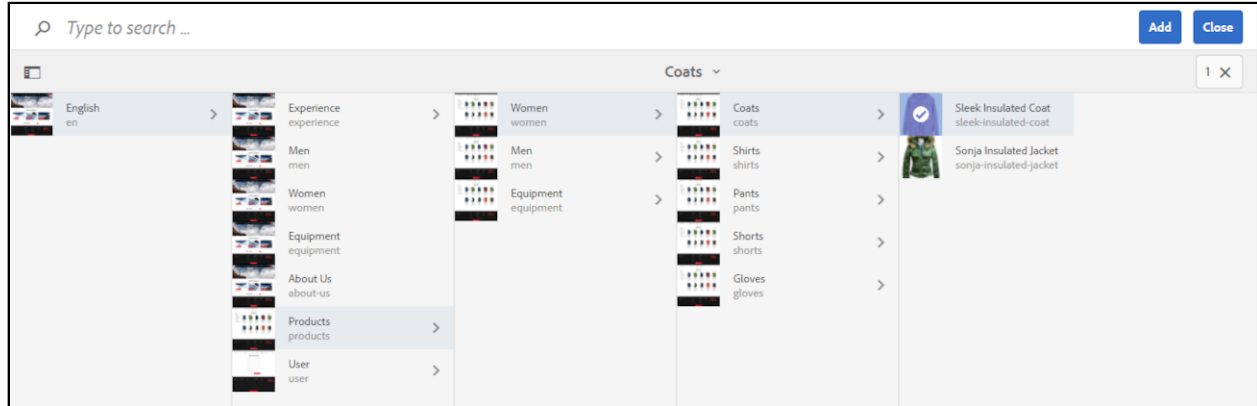 Type to search ...
Add
Close
Coats
1
English
en
Experience
experience
Men
men
Women
women
Equipment
equipment
About Us
about-us
Products
products
User
user
Women
women
Men
men
Equipment
equipment
Coats
coats
Shirts
shirts
Pants
pants
Shorts
shorts
Gloves
gloves
Sleek Insulated Coat
sleek-insulated-coat
Sonja Insulated Jacket
sonja-insulated-jacket